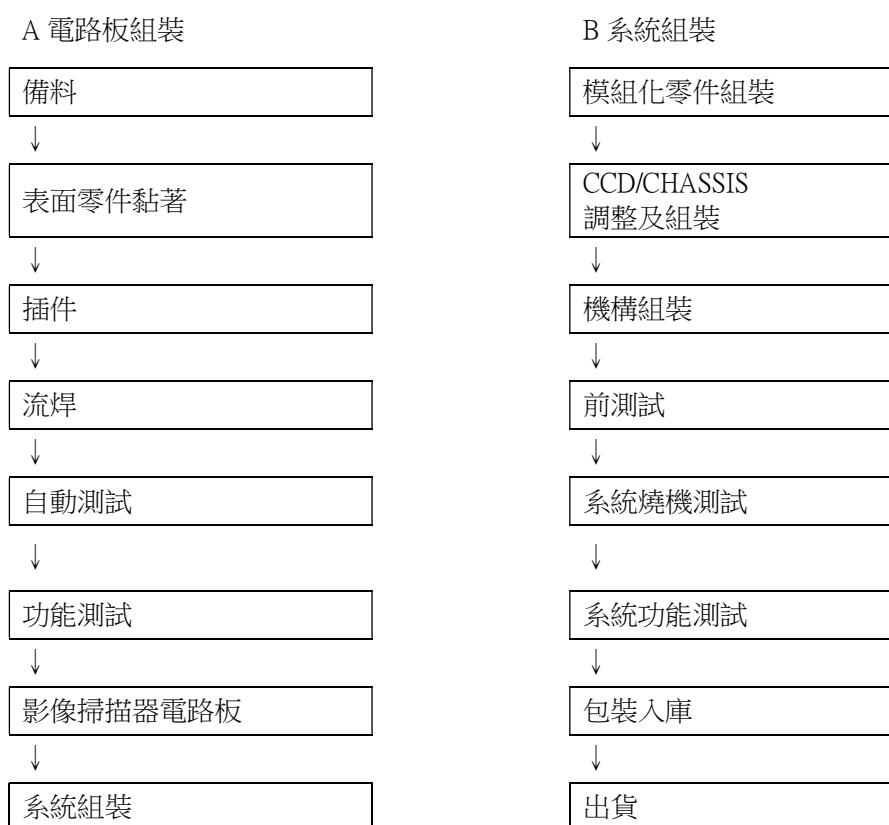 A 電路板組裝
備料
↓
表面零件黏著
↓
插件
↓
流焊
↓
自動測試
↓
功能測試
↓
影像掃描器電路板
↓
系統組裝
B 系統組裝
模組化零件組裝
↓
CCD/CHASSIS
調整及組裝
↓
機構組裝
↓
前測試
↓
系統燒機測試
↓
系統功能測試
↓
包裝入庫
↓
出貨